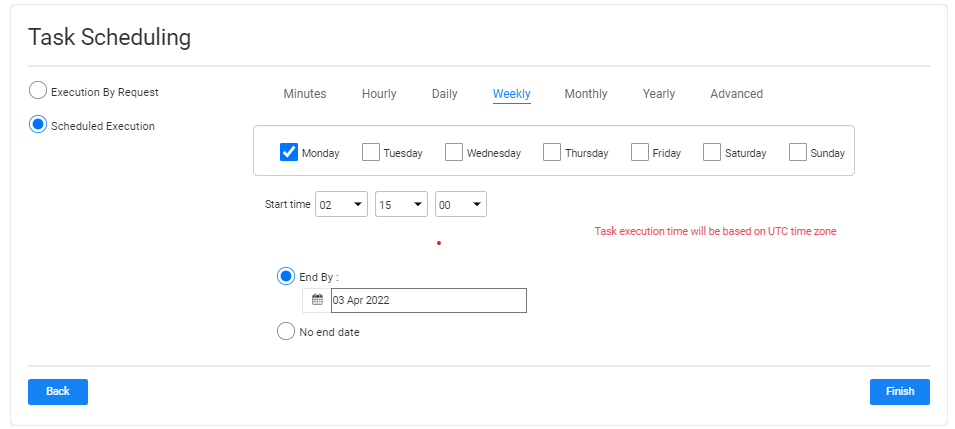 Task Scheduling
Execution By Request
Scheduled Execution
Minutes Hourly Daily Weekly Monthly Yearly Advanced
Monday Tuesday Wednesday Thursday Friday Saturday Sunday
Start time 02 15 00
Task execution time will be based on UTC time zone
End By :
03 Apr 2022
No end date
Back Finish